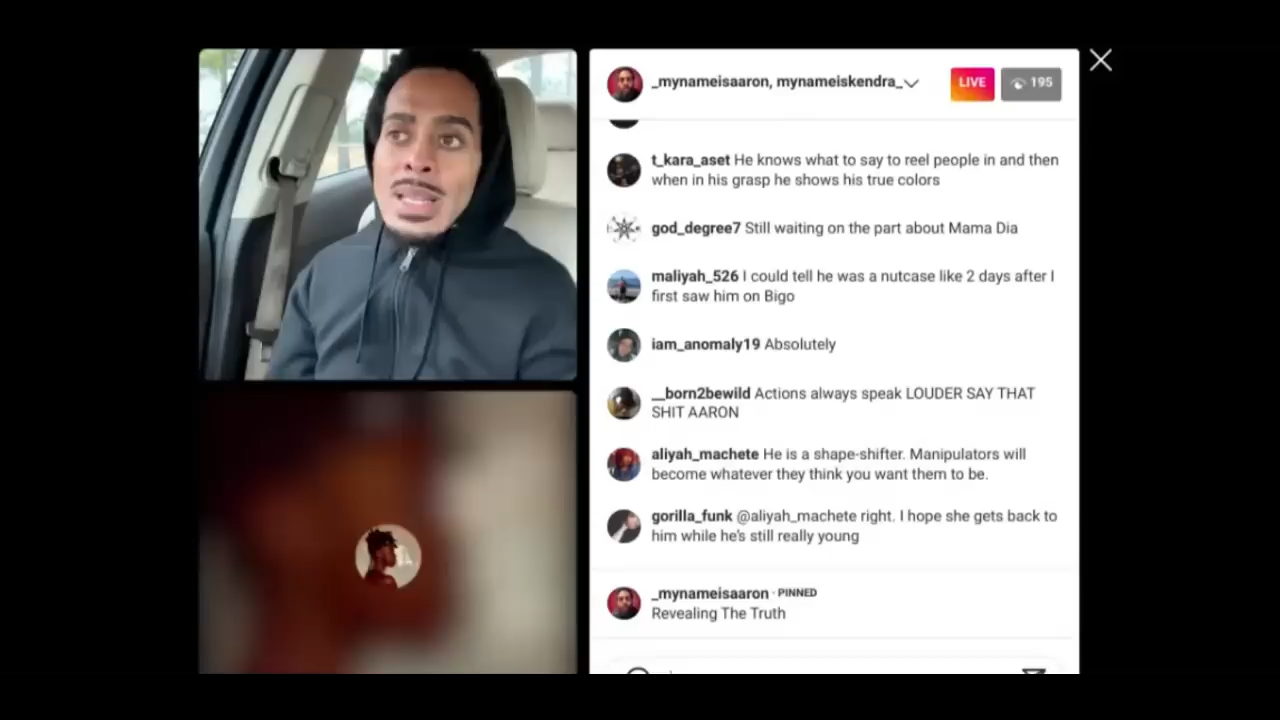 _mynameisaaron, mynameiskendra_
LIVE
195
t_kara_aset He knows what to say to reel people in and then
when in his grasp he shows his true colors
god_degree7 Still waiting on the part about Mama Dia
maliyah_526 I could tell he was a nutcase like 2 days after I
first saw him on Bigo
iam_anomaly19 Absolutely
__born2bewild Actions always speak LOUDER SAY THAT
SHIT AARON
aliyah_machete He is a shape-shifter. Manipulators will
become whatever they think you want them to be.
gorilla_funk @aliyah_machete right. I hope she gets back to
him while he's still really young
_mynameisaaron · PINNED
Revealing The Truth